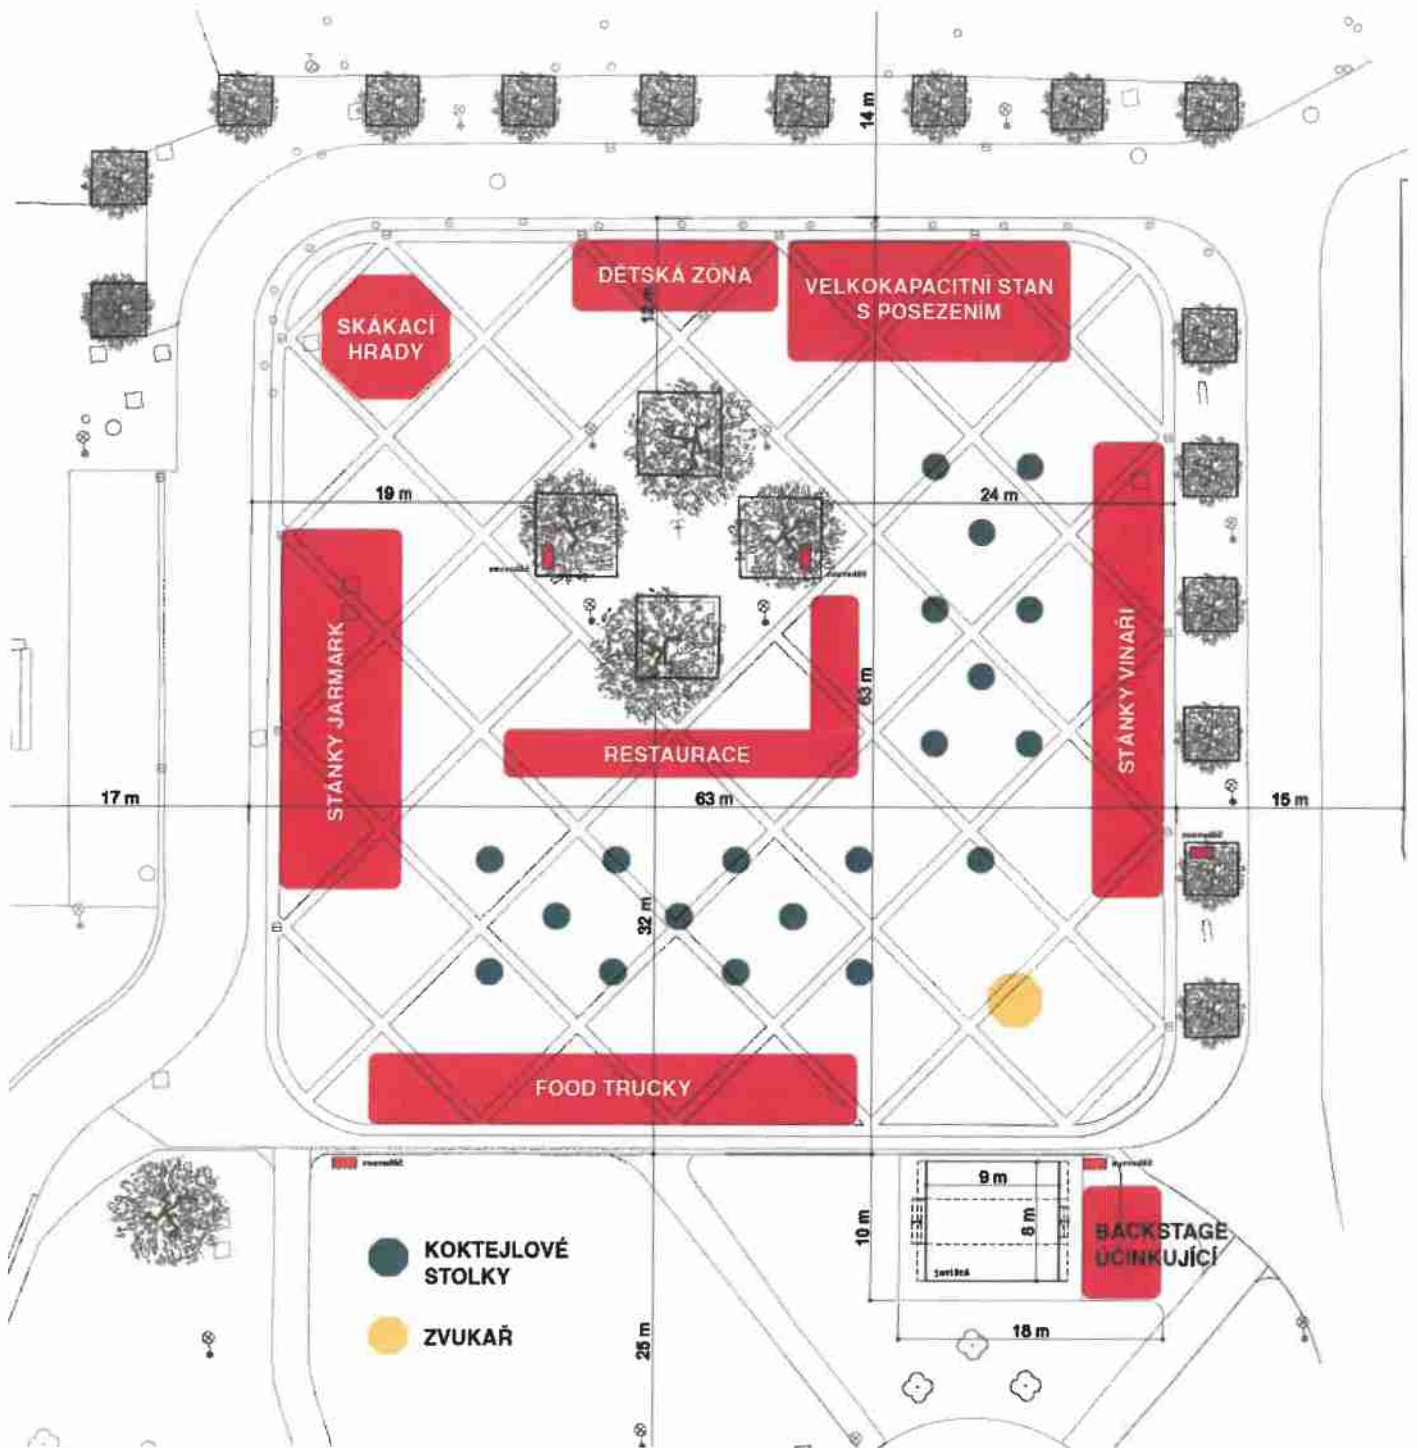 14 m
DĚTSKÁ ZÓNA
12 m
VELKOKAPACITNÍ STAN
S POSEZENÍM
SKÁKACÍ
HRADY
19 m
24 m
STÁNKY JARMARK
STÁNKY VINAŘI
63 m
RESTAURACE
17 m
63 m
15 m
32 m
FOOD TRUCKY
9 m
8 m
10 m
BACKSTAGE
ÚČINKUJÍCÍ
18 m
25 m
KOKTEJLOVÉ
STOLKY
ZVUKAŘ